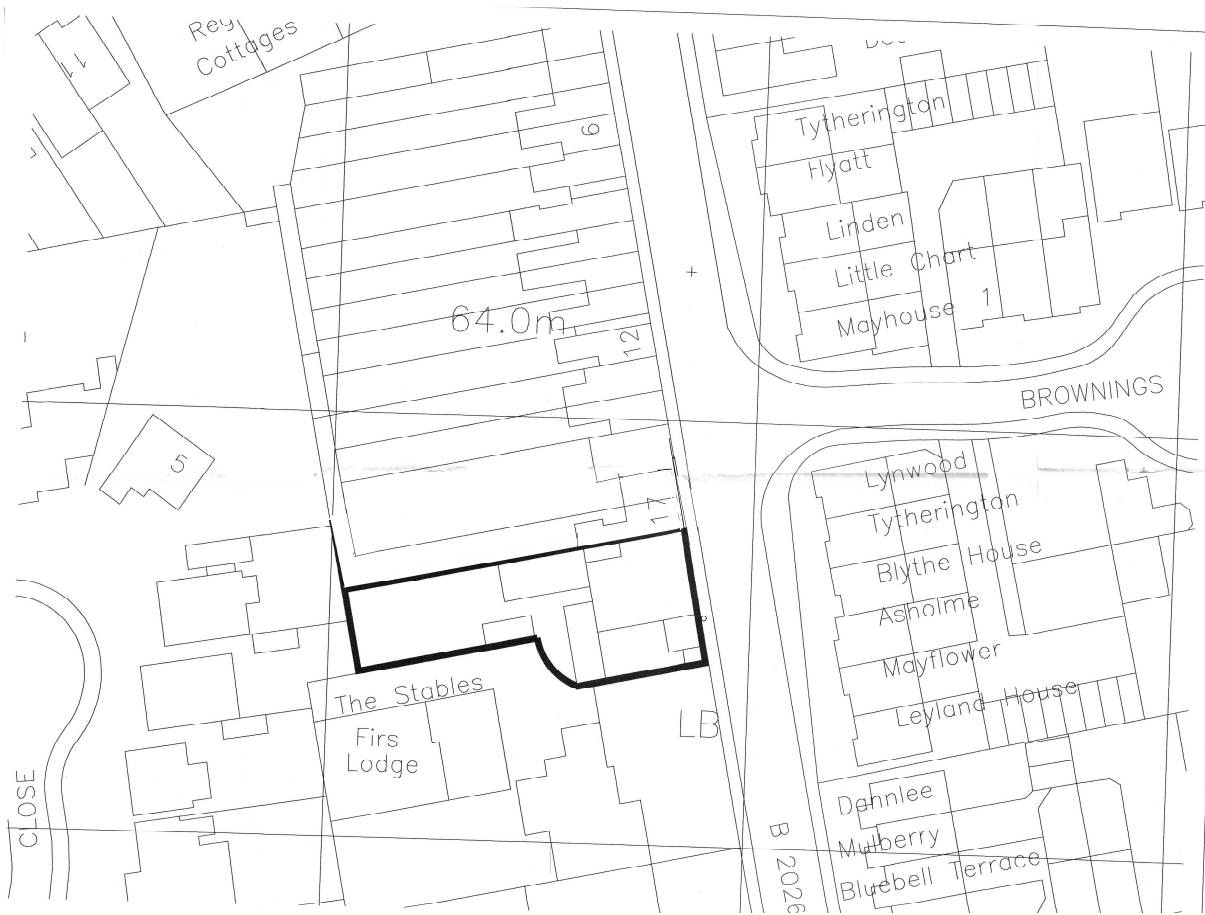 11
Rey
Cottages
6
Tytherington
Hyatt
Linden
Little Chart
Mayhouse
1
64.0m
12
BROWNINGS
5
17
Lynwood
Tytherington
Blythe House
Asholme
Mayflower
Leyland House
The Stables
Firs
Lodge
LB
CLOSE
Dennlee
Mulberry
Bluebell Terrace
B 2026